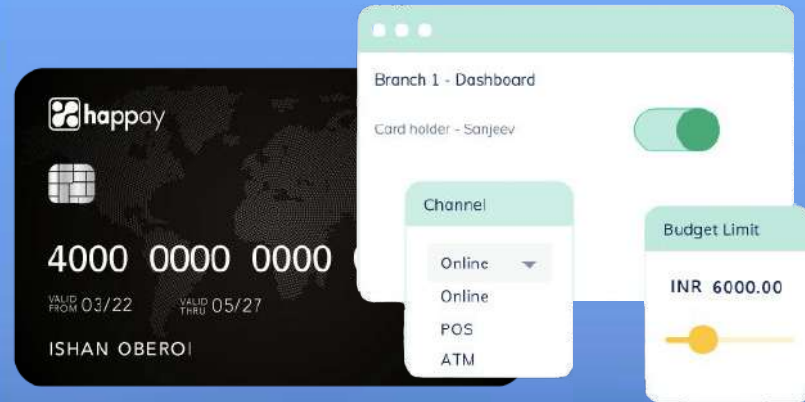 happay
4000 0000 0000
VALID FROM 03/22 VALID THRU 05/27
ISHAN OBEROI
Branch 1 - Dashboard
Card holder - Sanjeev
Channel
Online
Online
POS
ATM
Budget Limit
INR 6000.00